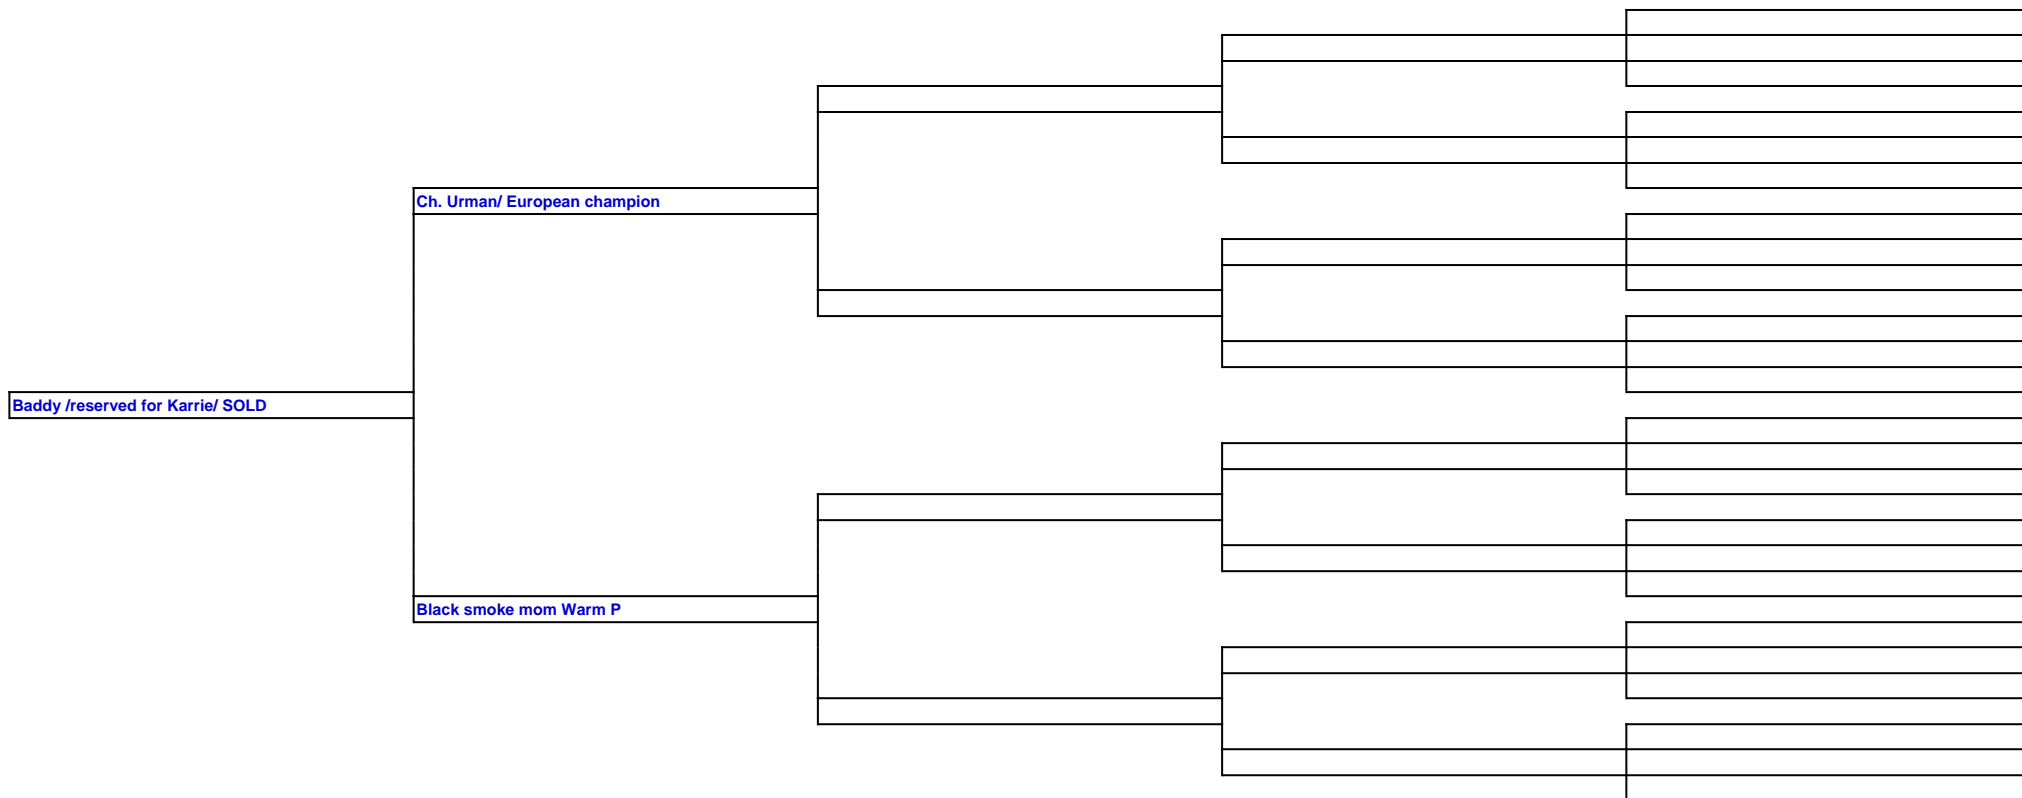 Ch. Urman/ European champion
Baddy /reserved for Karrie/ SOLD
Black smoke mom Warm P